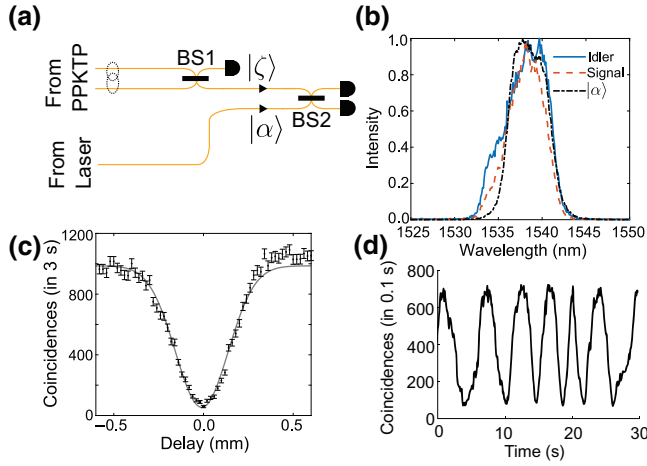 (a)
From
PPKTP
BS1
|ζ⟩
|α⟩
BS2
From
Laser
(b)
Intensity
1.0
0.8
0.6
0.4
0.2
0.0
Idler
Signal
|α⟩
1525 1530 1535 1540 1545 1550
Wavelength (nm)
(c)
Coincidences (in 3 s)
1200
800
400
0
−0.5 0.0 0.5
Delay (mm)
(d)
Coincidences (in 0.1 s)
800
600
400
200
0
0 10 20 30
Time (s)